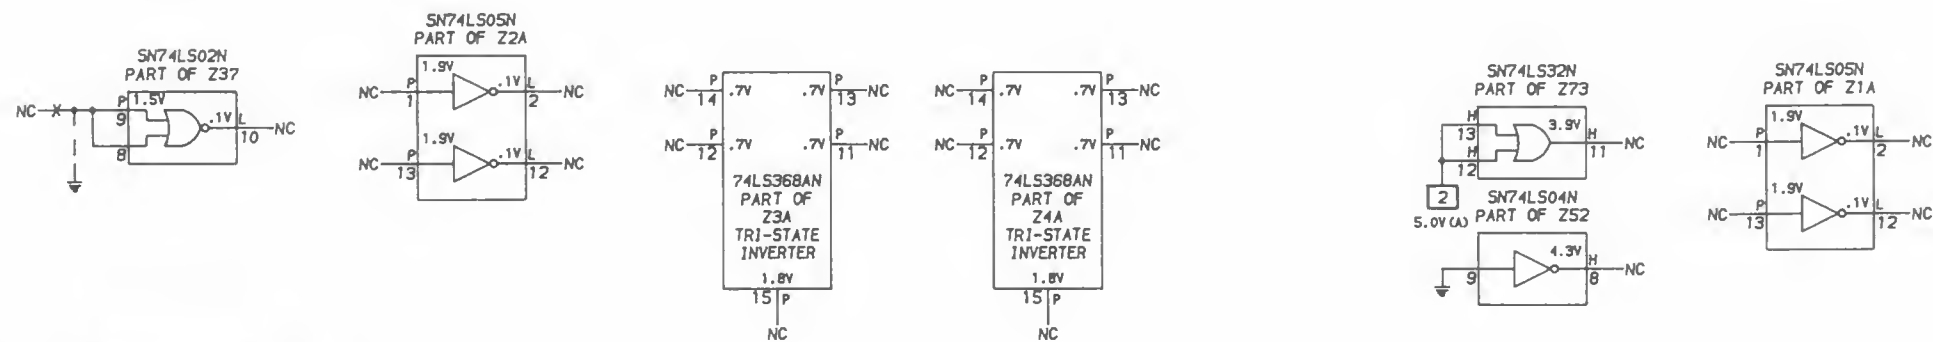 SN74LS02N
PART OF Z37
NC
X
P
9
1.5V
8
.1V
L
10
NC
SN74LS05N
PART OF Z2A
NC
P
1
1.9V
.1V
L
2
NC
NC
P
13
1.9V
.1V
L
12
NC
NC
P
14
.7V
.7V
P
13
NC
NC
P
12
.7V
.7V
P
11
NC
74LS368AN
PART OF
Z3A
TRI-STATE
INVERTER
1.8V
15
P
NC
NC
P
14
.7V
.7V
P
13
NC
NC
P
12
.7V
.7V
P
11
NC
74LS368AN
PART OF
Z4A
TRI-STATE
INVERTER
1.8V
15
P
NC
SN74LS32N
PART OF Z73
H
13
H
12
3.9V
H
11
NC
2
5.0V(A)
SN74LS04N
PART OF Z52
9
4.3V
H
8
NC
SN74LS05N
PART OF Z1A
NC
P
1
1.9V
.1V
L
2
NC
NC
P
13
1.9V
.1V
L
12
NC